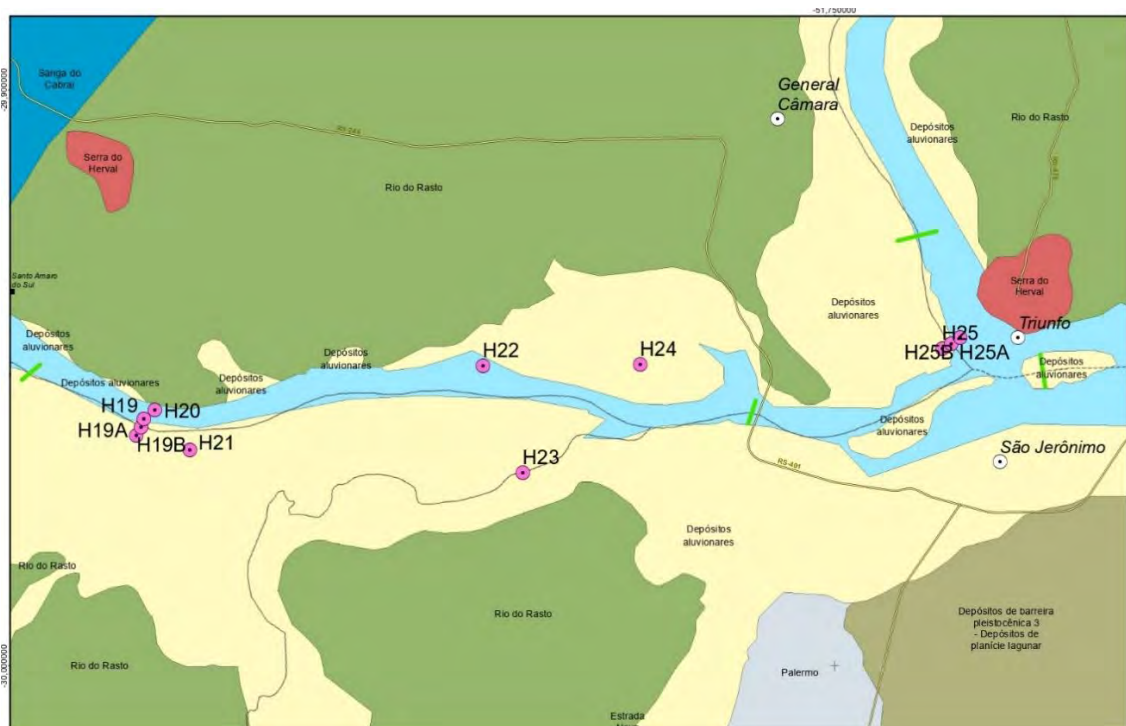 -51,750000
-29,900000
Sanga do
Cabral
General
Câmara
Depósitos
aluvionares
Rio do Rasto
Serra do
Herval
Rio do Rasto
Santo Amaro
do Sul
Serra do
Herval
Depósitos
aluvionares
Depósitos
aluvionares
Depósitos
aluvionares
Depósitos
aluvionares
Depósitos aluvionares
H25
Triunfo
H25B
H25A
H22
H24
Depósitos
aluvionares
H19
H20
H19A
H19B
H21
Depósitos
aluvionares
H23
São Jerônimo
RS-401
Depósitos
aluvionares
Rio do Rasto
Rio do Rasto
Depósitos de barreira
pleistocênica 3
- Depósitos de
planície lagunar
Rio do Rasto
Palermo
-30,000000
Estrada